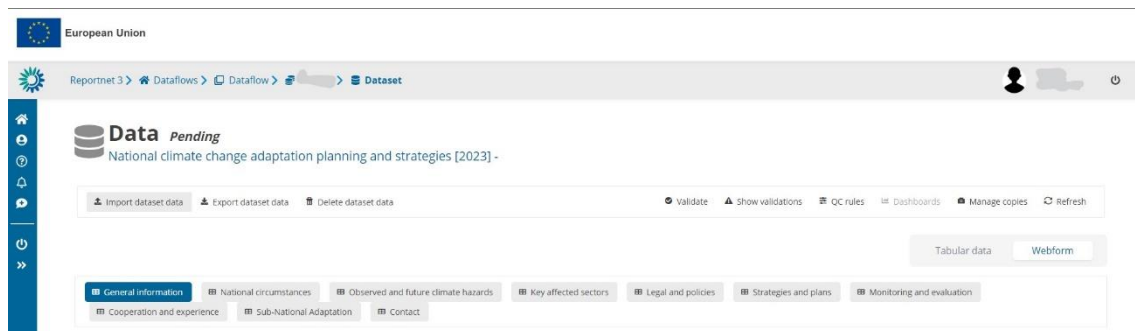 European Union
Reportnet 3 > Dataflows > Dataflow > > Dataset
Data Pending
National climate change adaptation planning and strategies [2023] -
Import dataset data Export dataset data Delete dataset data Validate Show validations QC rules Dashboards Manage copies Refresh
Tabular data Webform
General information National circumstances Observed and future climate hazards Key affected sectors Legal and policies Strategies and plans Monitoring and evaluation
Cooperation and experience Sub-National Adaptation Contact